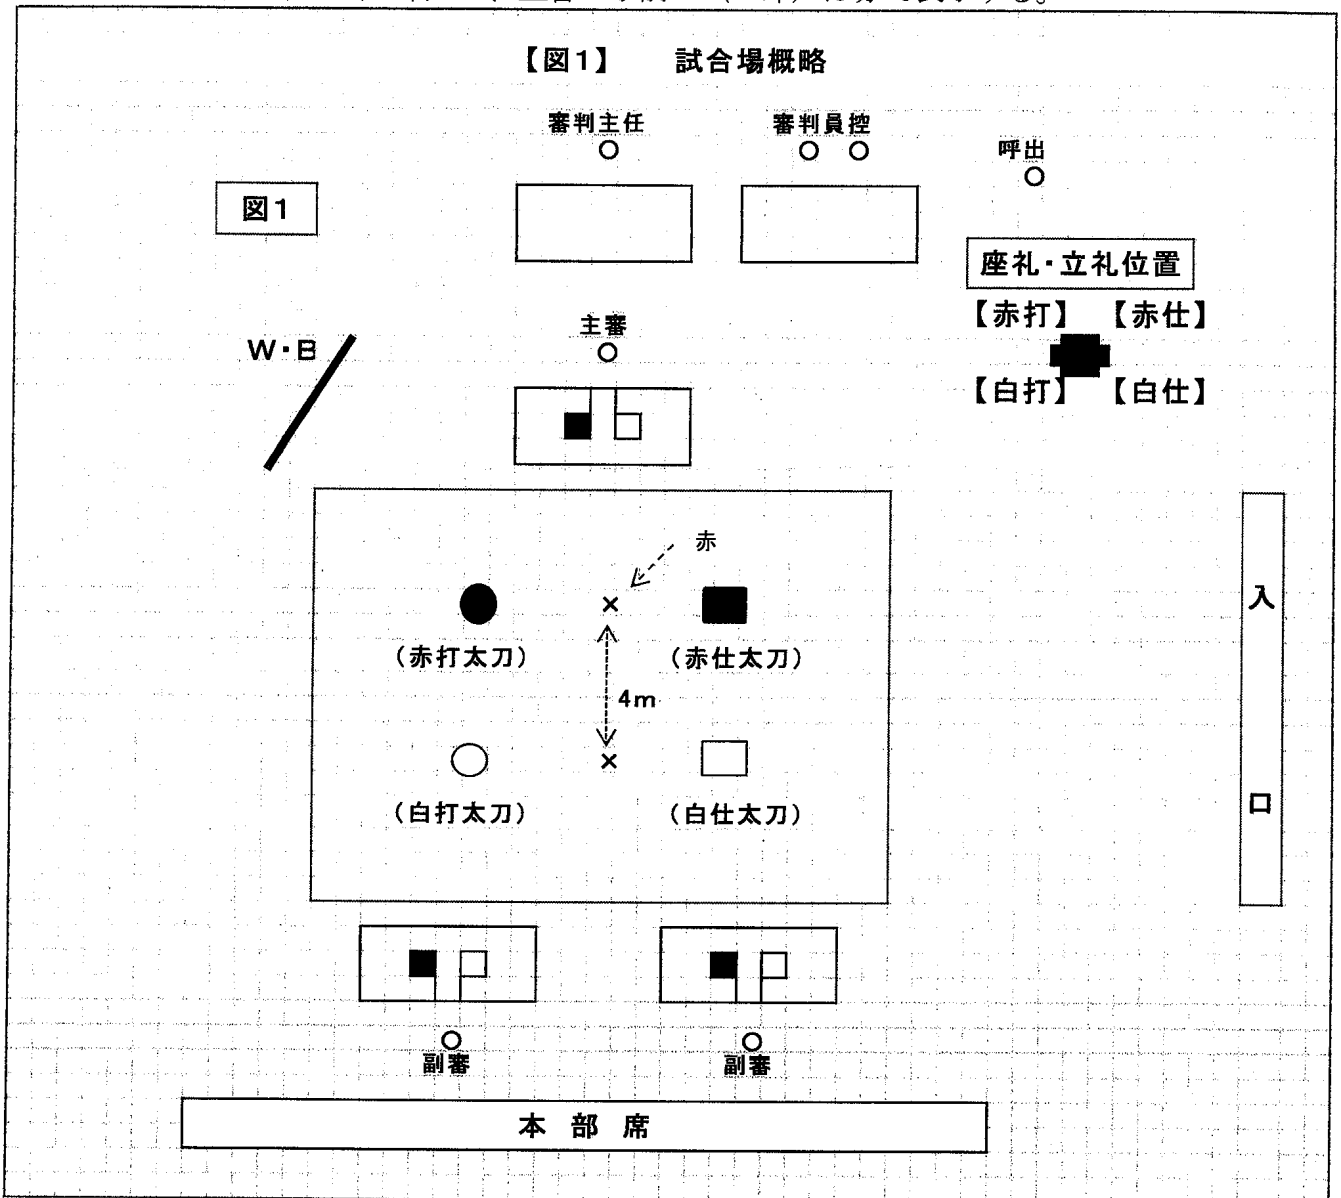 【図1】 試合場概略
審判主任
審判員控
呼出
図1
座礼・立礼位置
【赤打】 【赤仕】
【白打】 【白仕】
主審
W・B
赤
(赤打太刀)
(赤仕太刀)
4m
(白打太刀)
(白仕太刀)
入
口
副審
副審
本部席